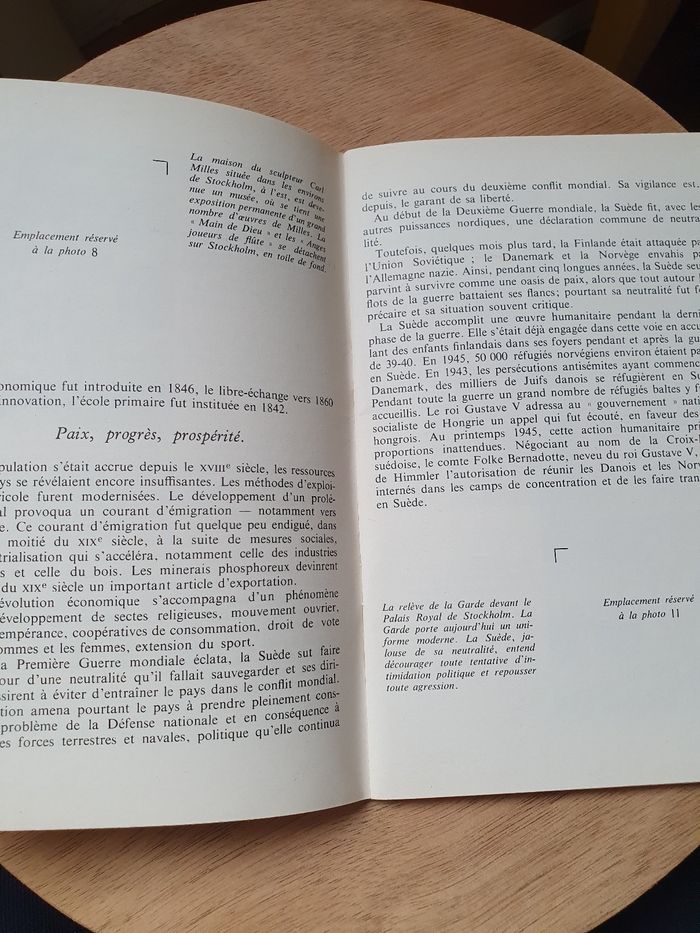 La maison du sculpteur Carl
Milles située dans les environs
de Stockholm, à l'est, est deve-
nue un musée, où se tient une
exposition permanente d'un grand
nombre d'œuvres de Milles. La
« Main de Dieu » et les « Anges
joueurs de flûte » se détachent
sur Stockholm, en toile de fond.
Emplacement réservé
à la photo 8
onomique fut introduite en 1846, le libre-échange vers 1860
innovation, l'école primaire fut instituée en 1842.
Paix, progrès, prospérité.
pulation s'était accrue depuis le XVIIIe siècle, les ressources
ys se révélaient encore insuffisantes. Les méthodes d'exploi-
ricole furent modernisées. Le développement d'un prolé-
al provoqua un courant d'émigration — notamment vers
e. Ce courant d'émigration fut quelque peu endigué, dans
moitié du XIXe siècle, à la suite de mesures sociales,
trialisation qui s'accéléra, notamment celle des industries
s et celle du bois. Les minerais phosphoreux devinrent
du XIXe siècle un important article d'exportation.
évolution économique s'accompagna d'un phénomène
développement de sectes religieuses, mouvement ouvrier,
empérance, coopératives de consommation, droit de vote
ommes et les femmes, extension du sport.
a Première Guerre mondiale éclata, la Suède sut faire
our d'une neutralité qu'il fallait sauvegarder et ses diri-
ssirent à éviter d'entraîner le pays dans le conflit mondial.
tion amena pourtant le pays à prendre pleinement cons-
problème de la Défense nationale et en conséquence à
es forces terrestres et navales, politique qu'elle continua
de suivre au cours du deuxième conflit mondial. Sa vigilance est,
depuis, le garant de sa liberté.
Au début de la Deuxième Guerre mondiale, la Suède fit, avec les
autres puissances nordiques, une déclaration commune de neutra-
lité.
Toutefois, quelques mois plus tard, la Finlande était attaquée pa
l'Union Soviétique ; le Danemark et la Norvège envahis pa
l'Allemagne nazie. Ainsi, pendant cinq longues années, la Suède seu
parvint à survivre comme une oasis de paix, alors que tout autour l
flots de la guerre battaient ses flancs; pourtant sa neutralité fut fo
précaire et sa situation souvent critique.
La Suède accomplit une œuvre humanitaire pendant la derni
phase de la guerre. Elle s'était déjà engagée dans cette voie en accu
lant des enfants finlandais dans ses foyers pendant et après la gu
de 39-40. En 1945, 50 000 réfugiés norvégiens environ étaient pa
en Suède. En 1943, les persécutions antisémites ayant commenc
Danemark, des milliers de Juifs danois se réfugièrent en Su
Pendant toute la guerre un grand nombre de réfugiés baltes y f
accueillis. Le roi Gustave V adressa au « gouvernement » nati
socialiste de Hongrie un appel qui fut écouté, en faveur des
hongrois. Au printemps 1945, cette action humanitaire pri
proportions inattendues. Négociant au nom de la Croix-
suédoise, le comte Folke Bernadotte, neveu du roi Gustave V,
de Himmler l'autorisation de réunir les Danois et les Nor
internés dans les camps de concentration et de les faire tran
en Suède.
La relève de la Garde devant le
Palais Royal de Stockholm. La
Garde porte aujourd'hui un uni-
forme moderne. La Suède, ja-
louse de sa neutralité, entend
décourager toute tentative d'in-
timidation politique et repousser
toute agression.
Emplacement réservé
à la photo 11